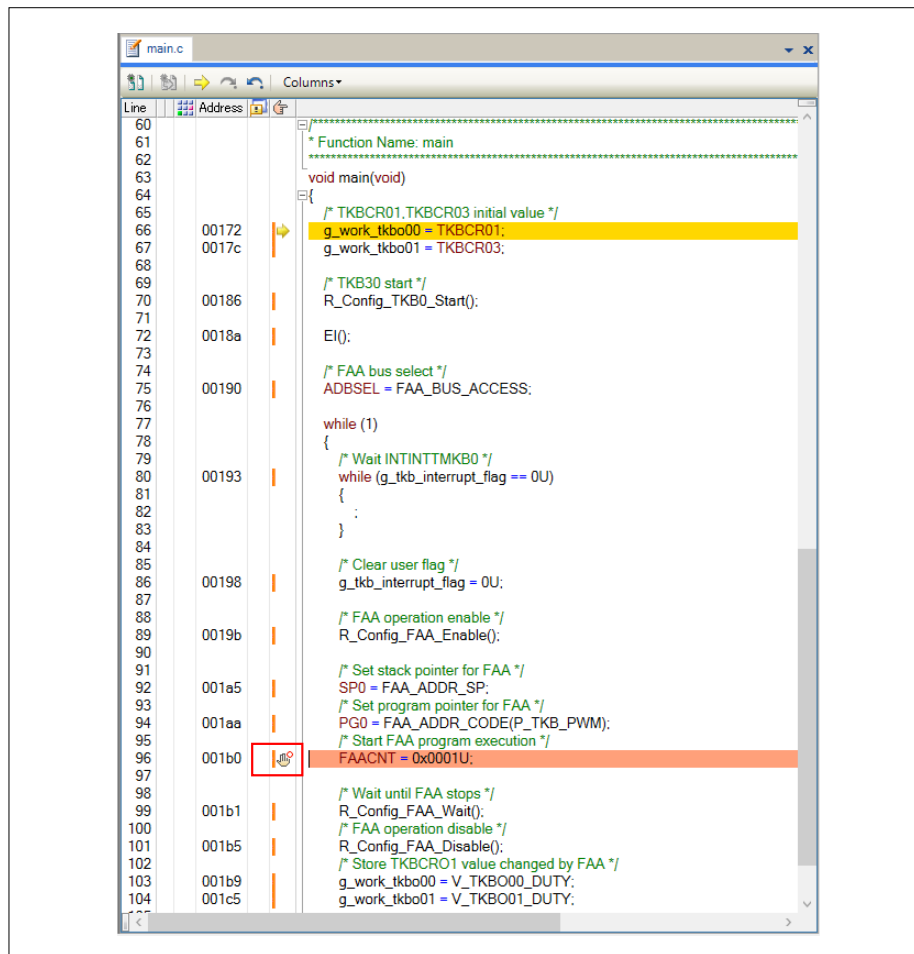 main.c
Columns
Line Address
60 /****************************************************************************************
61 * Function Name: main
62 ****************************************************************************************
63 void main(void)
64 {
65 /* TKBCR01,TKBCR03 initial value */
66 00172 g_work_tkbo00 = TKBCR01;
67 0017c g_work_tkbo01 = TKBCR03;
68
69 /* TKB30 start */
70 00186 R_Config_TKB0_Start();
71
72 0018a EI();
73
74 /* FAA bus select */
75 00190 ADBSEL = FAA_BUS_ACCESS;
76
77 while (1)
78 {
79 /* Wait INTINTTMKB0 */
80 00193 while (g_tkb_interrupt_flag == 0U)
81 {
82 ;
83 }
84
85 /* Clear user flag */
86 00198 g_tkb_interrupt_flag = 0U;
87
88 /* FAA operation enable */
89 0019b R_Config_FAA_Enable();
90
91 /* Set stack pointer for FAA */
92 001a5 SP0 = FAA_ADDR_SP;
93 /* Set program pointer for FAA */
94 001aa PG0 = FAA_ADDR_CODE(P_TKB_PWM);
95 /* Start FAA program execution */
96 001b0 FAACNT = 0x0001U;
97
98 /* Wait until FAA stops */
99 001b1 R_Config_FAA_Wait();
100 /* FAA operation disable */
101 001b5 R_Config_FAA_Disable();
102 /* Store TKBCRO1 value changed by FAA */
103 001b9 g_work_tkbo00 = V_TKBO00_DUTY;
104 001c5 g_work_tkbo01 = V_TKBO01_DUTY;